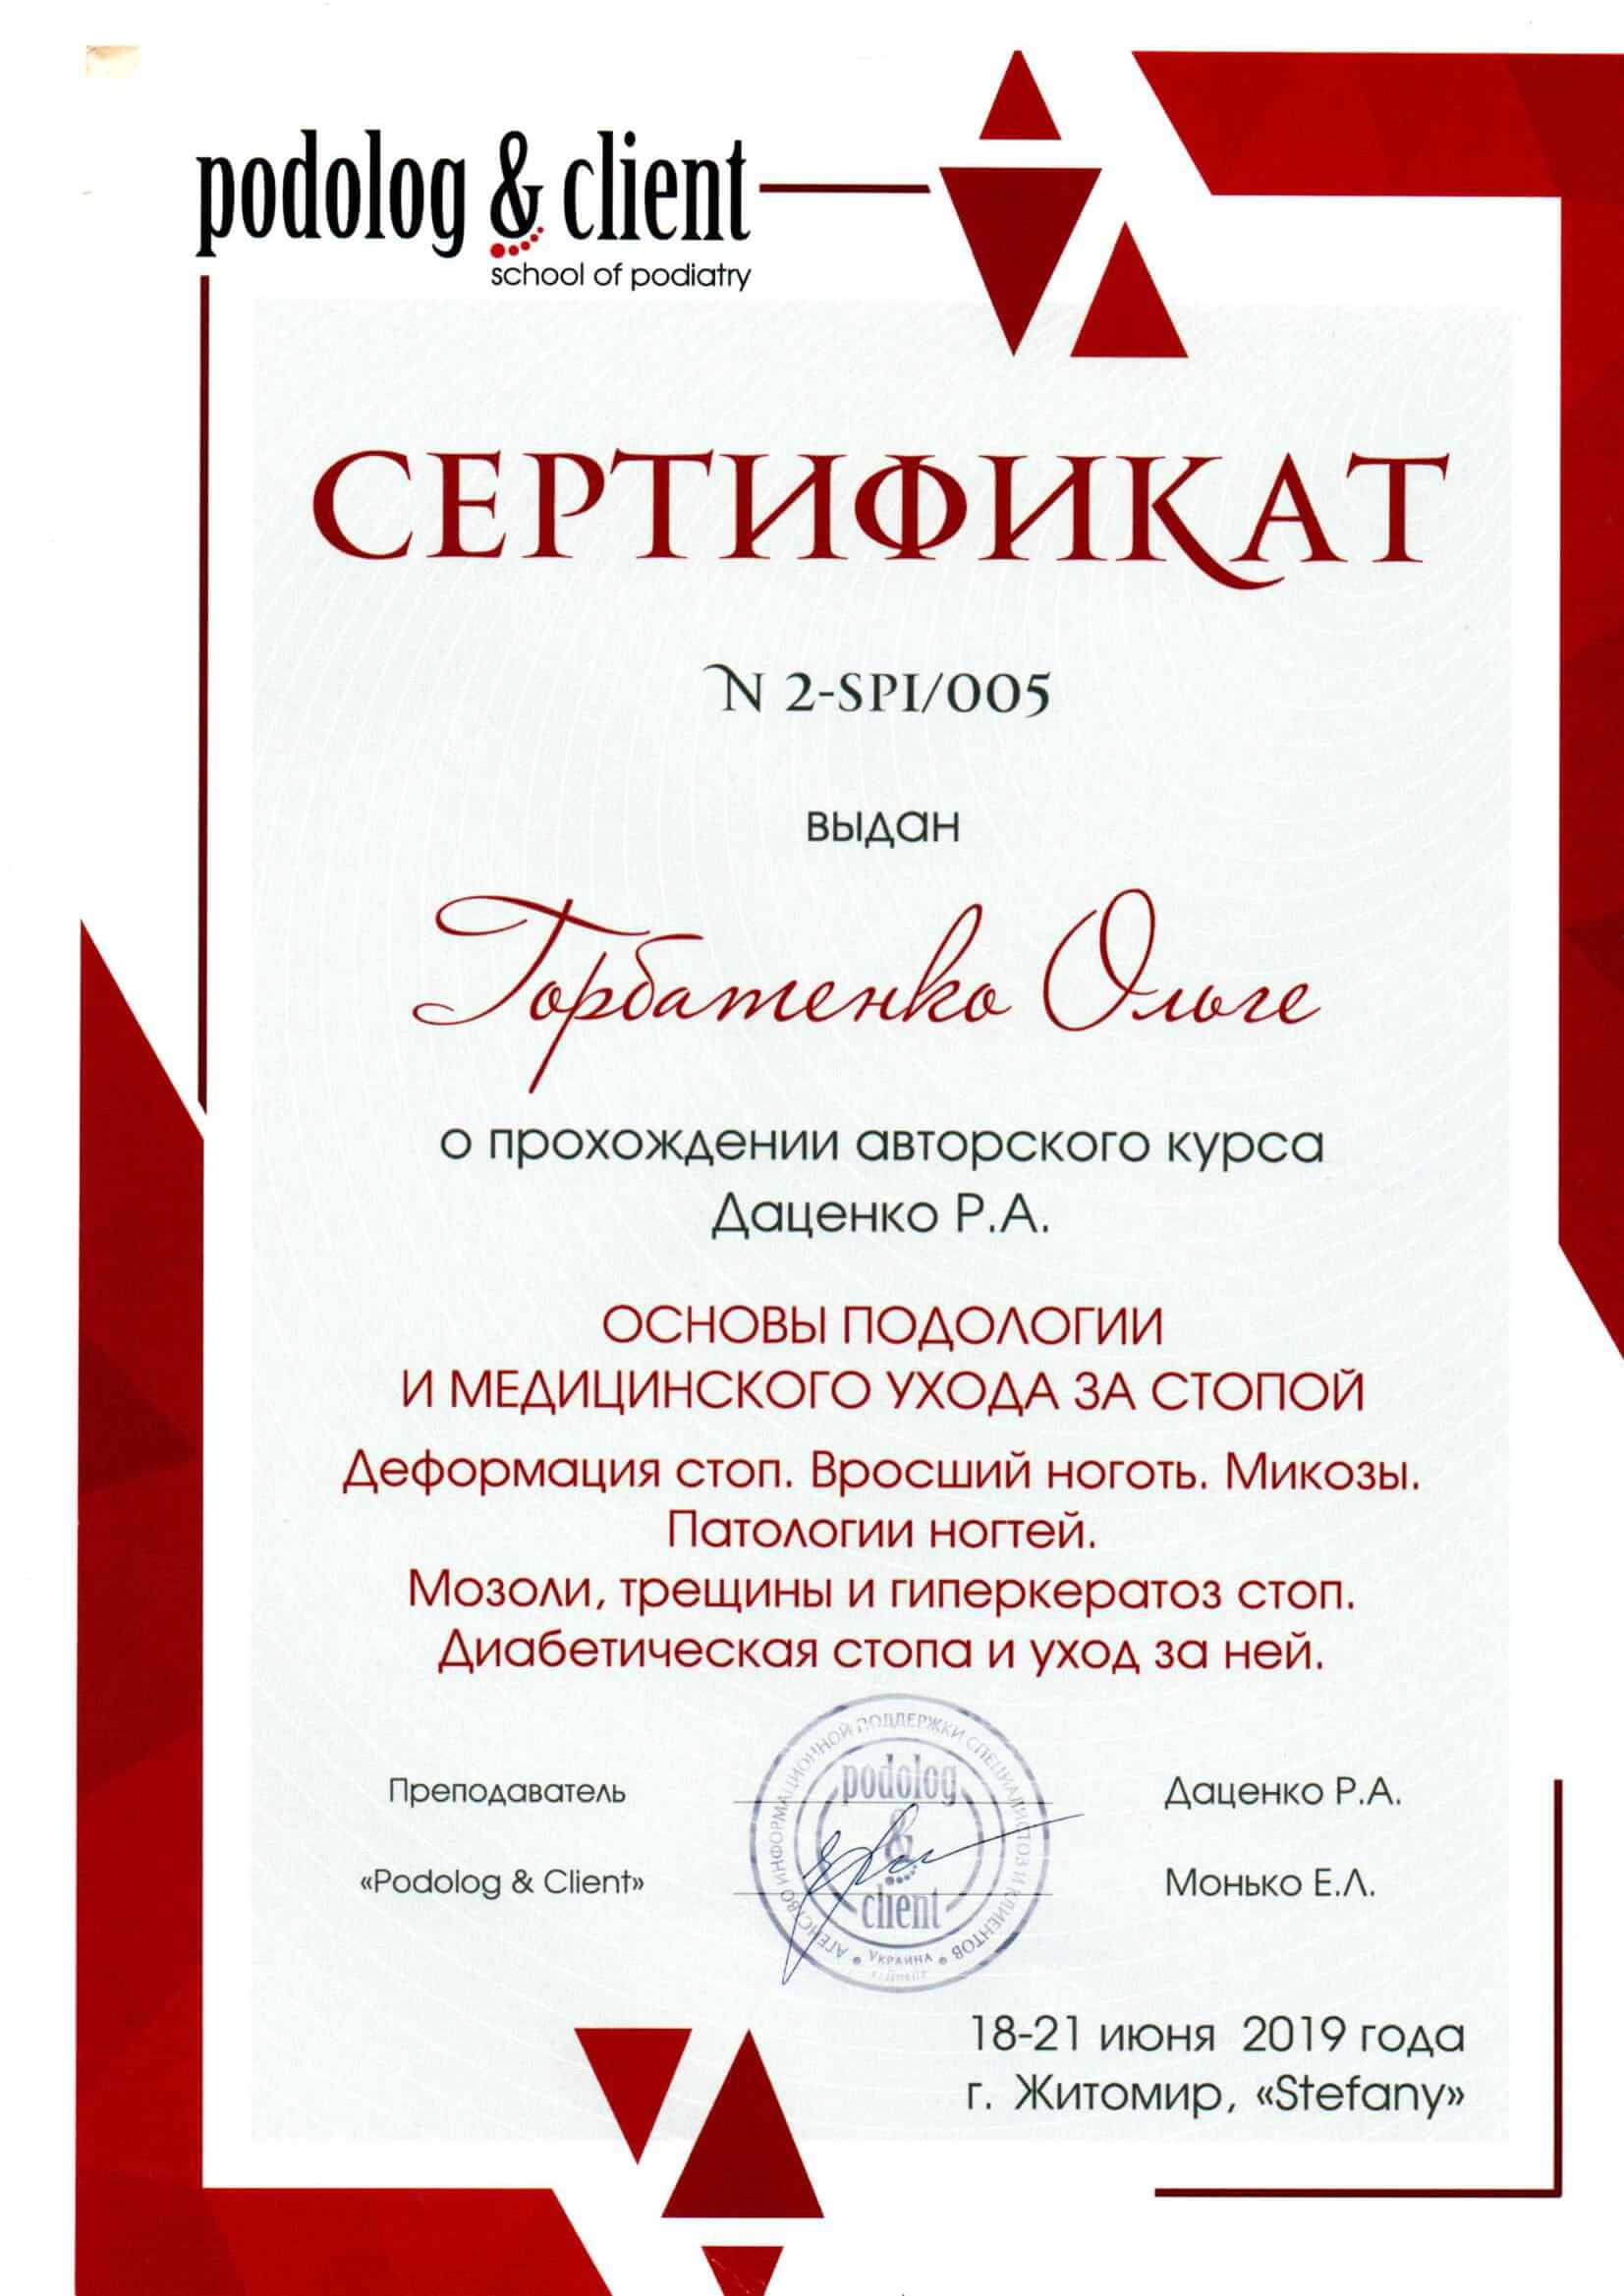 podolog & client
school of podiatry
СЕРТИФИКАТ
N 2-SPI/005
выдан
Горбатенко Ольге
о прохождении авторского курса
Даценко Р.А.
ОСНОВЫ ПОДОЛОГИИ
И МЕДИЦИНСКОГО УХОДА ЗА СТОПОЙ
Деформация стоп. Вросший ноготь. Микозы.
Патологии ногтей.
Мозоли, трещины и гиперкератоз стоп.
Диабетическая стопа и уход за ней.
Преподаватель
Даценко Р.А.
«Podolog & Client»
Монько Е.Л.
АГЕНСТВО ИНФОРМАЦИОННОЙ ПОДДЕРЖКИ СПЕЦИАЛИСТОВ И КЛИЕНТОВ
podolog
&
client
УКРАИНА
18-21 июня 2019 года
г. Житомир, «Stefany»